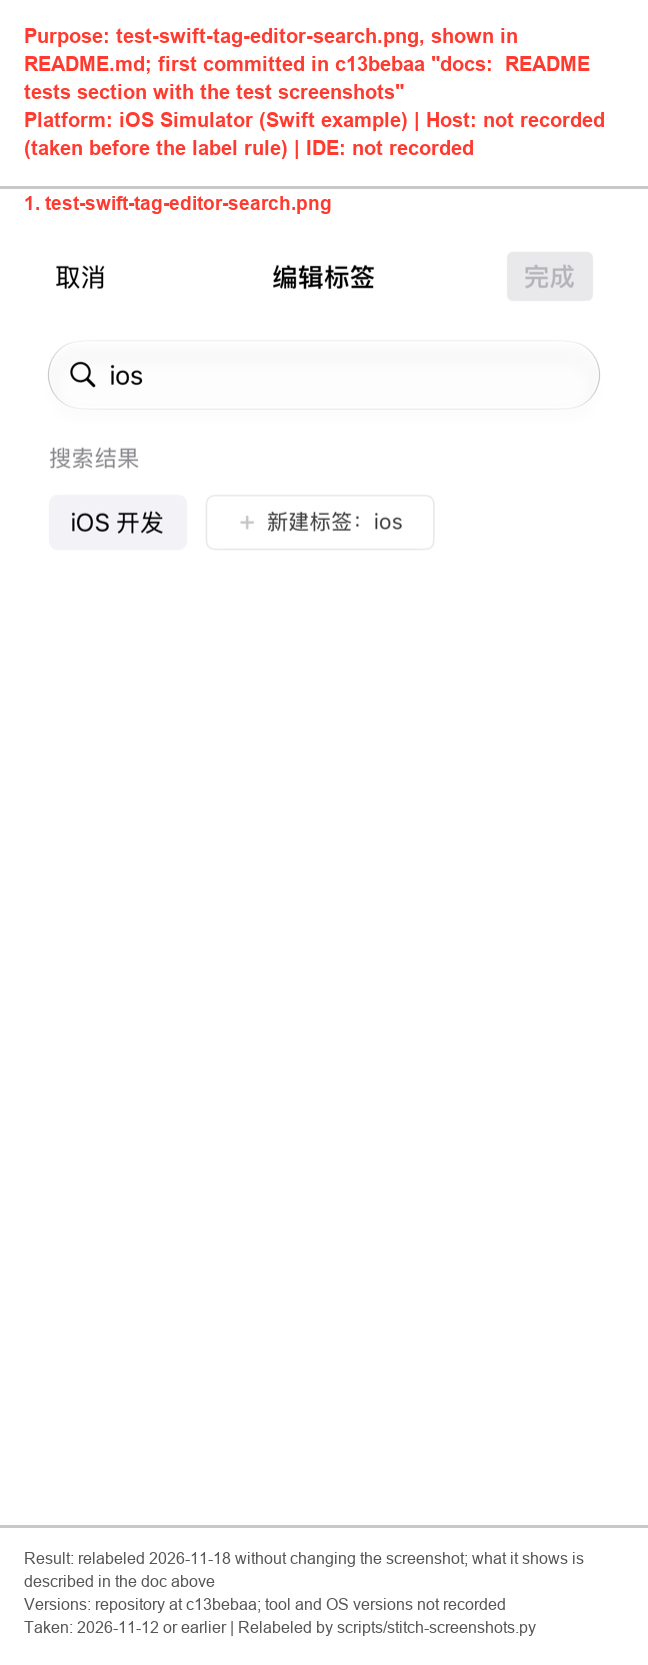 Purpose: test-swift-tag-editor-search.png, shown in
README.md; first committed in c13bebaa "docs:  README
tests section with the test screenshots"
Platform: iOS Simulator (Swift example) | Host: not recorded
(taken before the label rule) | IDE: not recorded
1. test-swift-tag-editor-search.png
取消 编辑标签 完成
ios
搜索结果
iOS 开发 + 新建标签：ios
Result: relabeled 2026-11-18 without changing the screenshot; what it shows is
described in the doc above
Versions: repository at c13bebaa; tool and OS versions not recorded
Taken: 2026-11-12 or earlier | Relabeled by scripts/stitch-screenshots.py